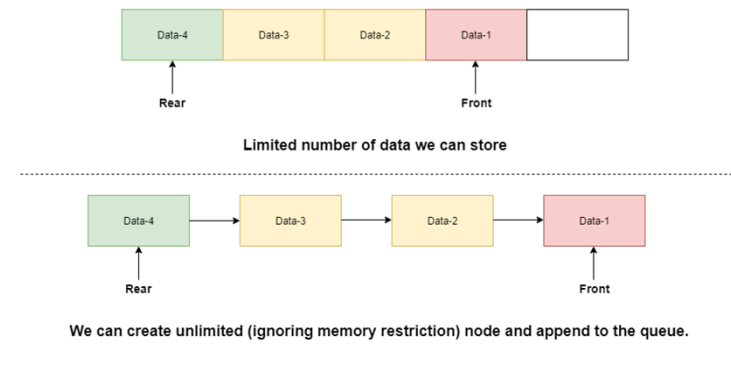 Data-4 Data-3 Data-2 Data-1
Rear Front
Limited number of data we can store
Data-4 Data-3 Data-2 Data-1
Rear Front
We can create unlimited (ignoring memory restriction) node and append to the queue.